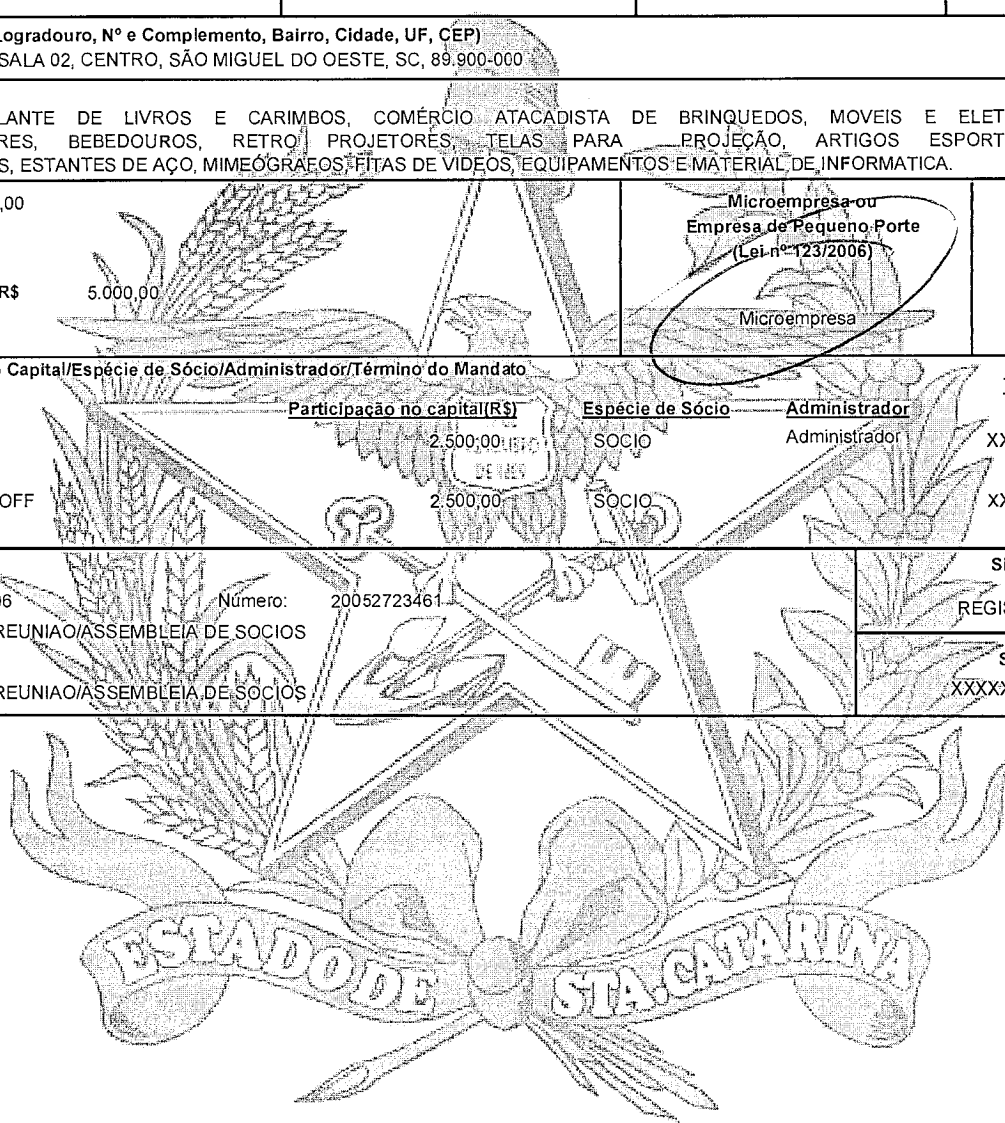 Logradouro, Nº e Complemento, Bairro, Cidade, UF, CEP)
SALA 02, CENTRO, SÃO MIGUEL DO OESTE, SC, 89.900-000
LANTE DE LIVROS E CARIMBOS, COMÉRCIO ATACADISTA DE BRINQUEDOS, MOVEIS E ELET
RES, BEBEDOUROS, RETRO PROJETORES, TELAS PARA PROJEÇÃO, ARTIGOS ESPORT
S, ESTANTES DE AÇO, MIMEÓGRAFOS, FITAS DE VIDEOS, EQUIPAMENTOS E MATERIAL DE INFORMATICA.
,00
Microempresa ou
Empresa de Pequeno Porte
(Lei nº 123/2006)
R$ 5.000,00
Microempresa
Capital/Espécie de Sócio/Administrador/Término do Mandato
Participação no capital(R$) Espécie de Sócio Administrador
2.500,00 SOCIO Administrador XX
OFF 2.500,00 SOCIO XX
06 Número: 20052723461
REUNIAO/ASSEMBLEIA DE SOCIOS
REGIS
REUNIAO/ASSEMBLEIA DE SOCIOS
XXXXX
ESTADO DE STA.CATARINA